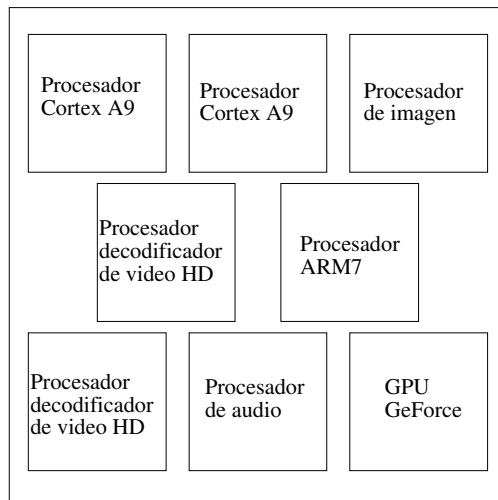 Procesador
Cortex A9
Procesador
Cortex A9
Procesador
de imagen
Procesador
decodificador
de video HD
Procesador
ARM7
Procesador
decodificador
de video HD
Procesador
de audio
GPU
GeForce